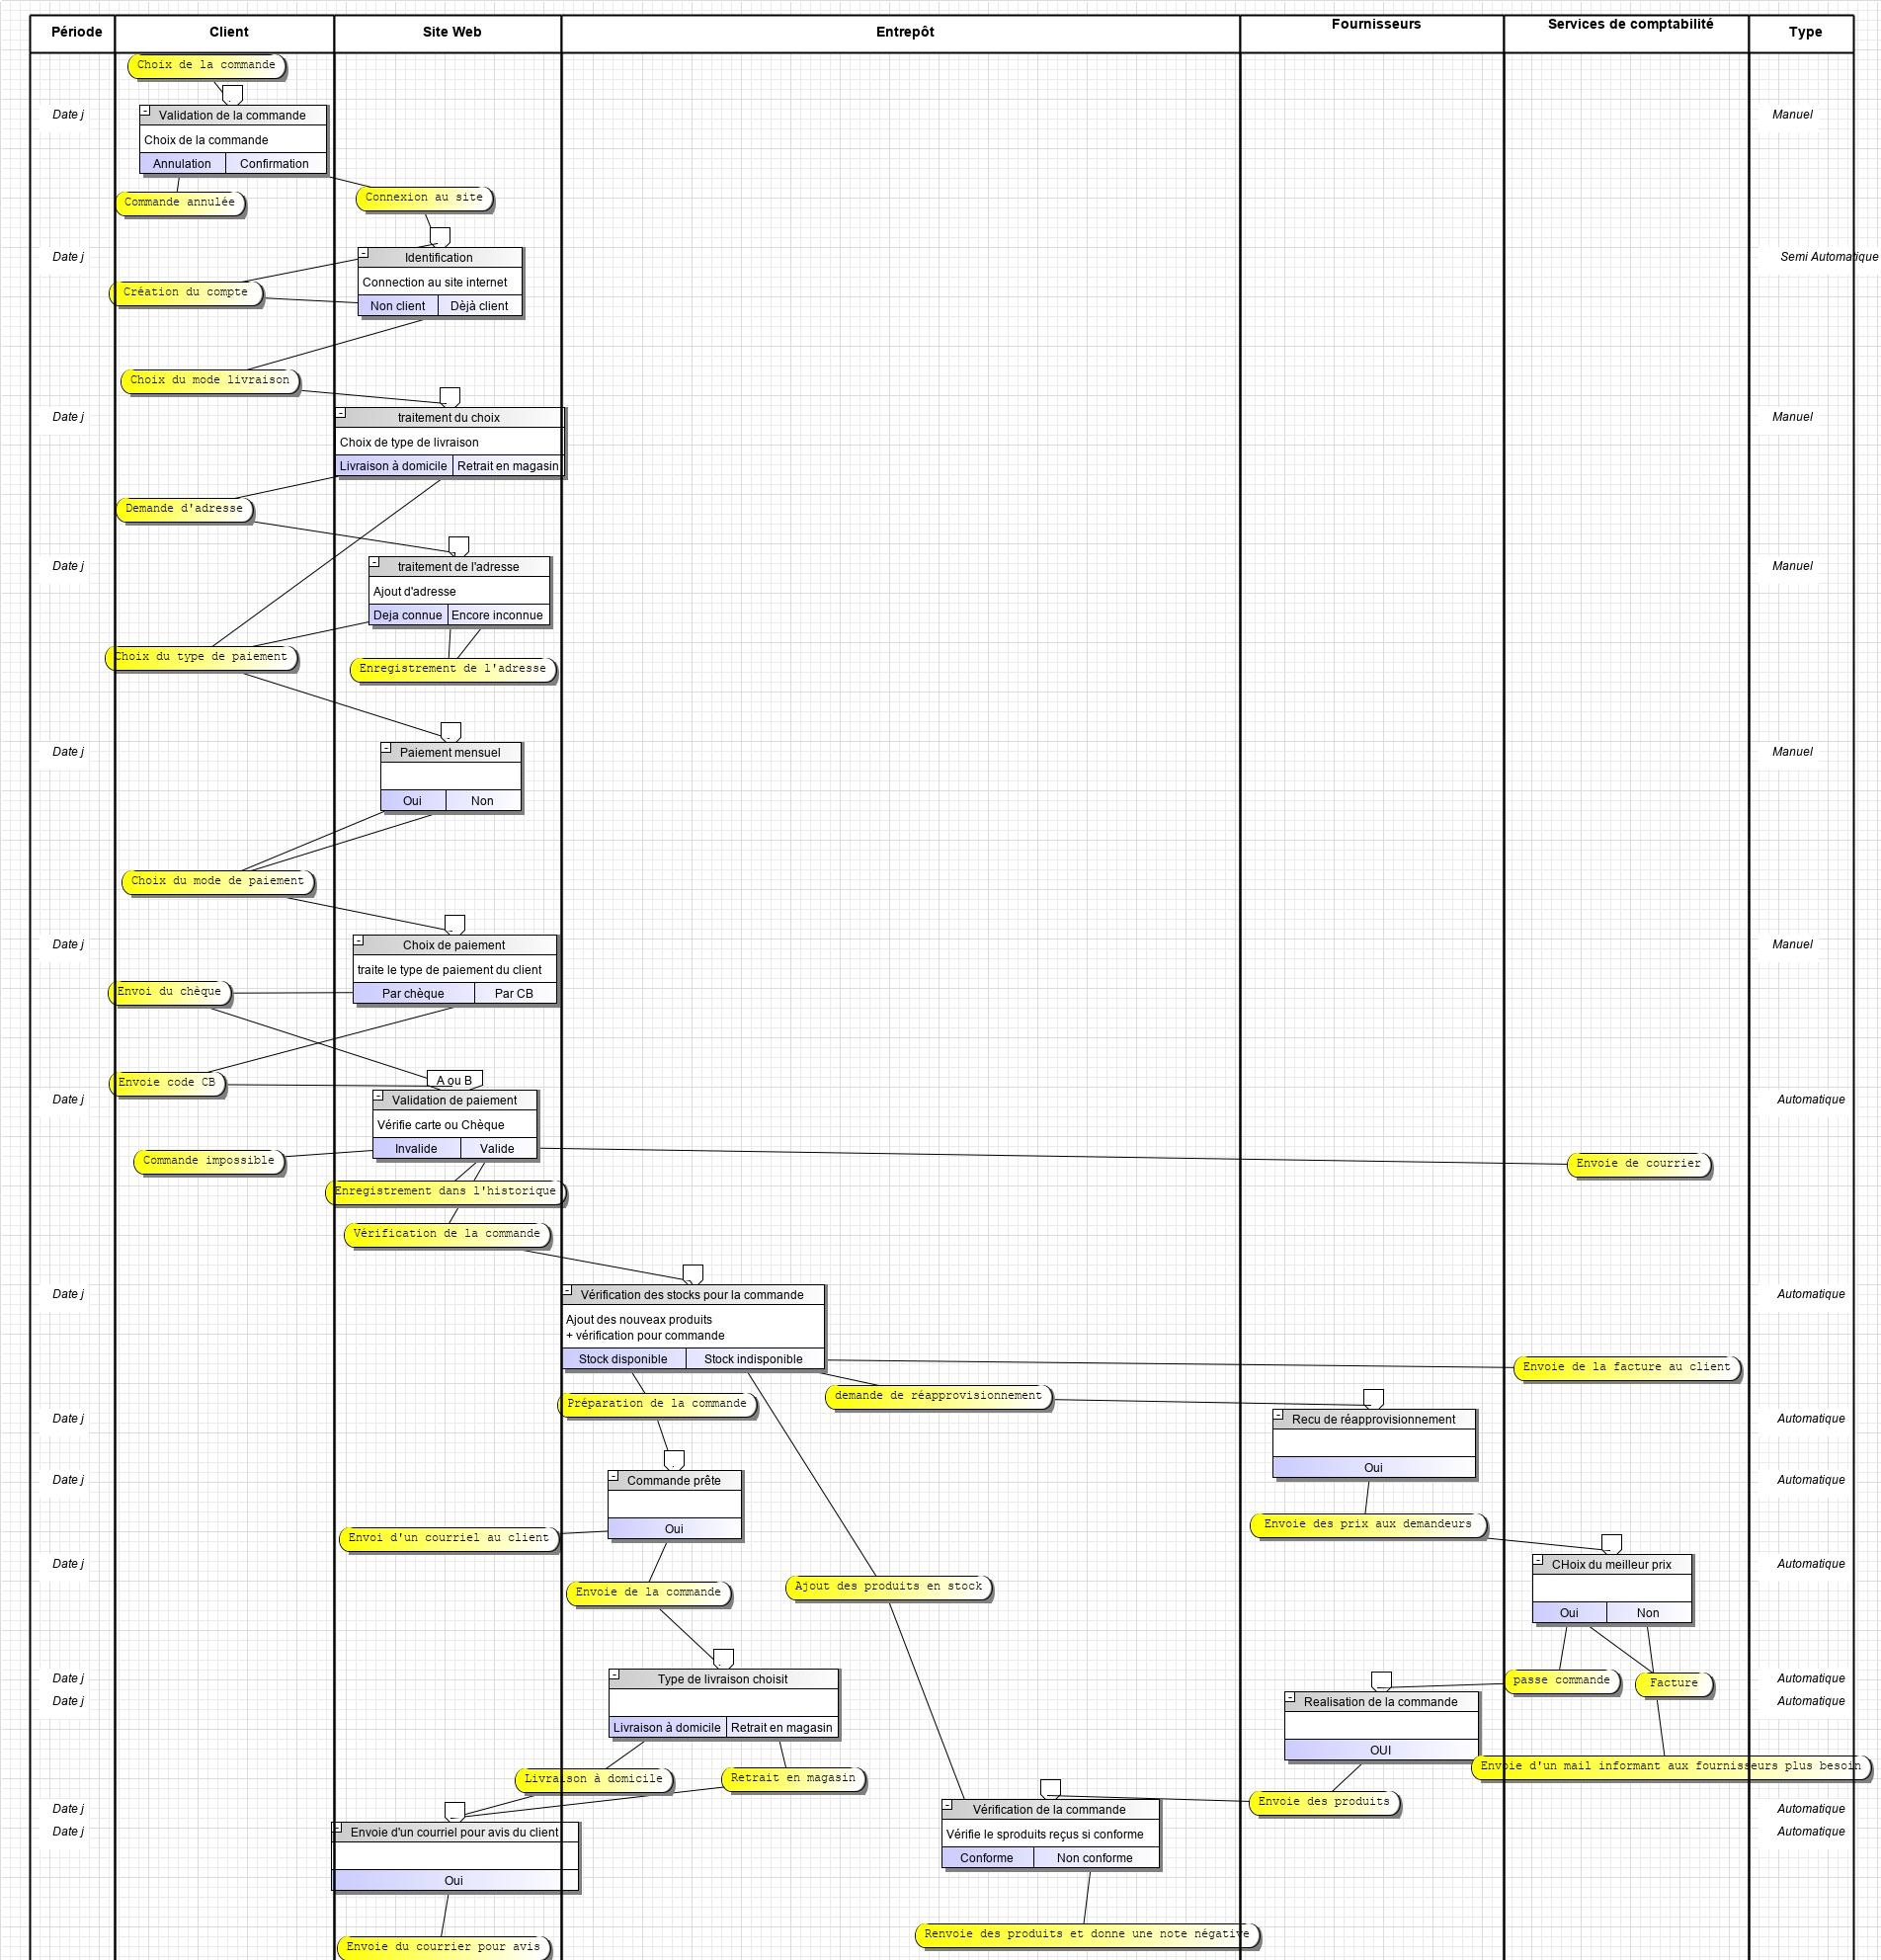 Période
Client
Site Web
Entrepôt
Fournisseurs
Services de comptabilité
Type
Choix de la commande
Date j
Validation de la commande
Manuel
Choix de la commande
Annulation
Confirmation
Commande annulée
Connexion au site
Date j
Identification
Semi Automatique
Connection au site internet
Création du compte
Non client
Dèjà client
Choix du mode livraison
Date j
traitement du choix
Manuel
Choix de type de livraison
Livraison à domicile
Retrait en magasin
Demande d'adresse
Date j
traitement de l'adresse
Manuel
Ajout d'adresse
Deja connue
Encore inconnue
Choix du type de paiement
Enregistrement de l'adresse
Date j
Paiement mensuel
Manuel
Oui
Non
Choix du mode de paiement
Date j
Choix de paiement
Manuel
traite le type de paiement du client
Envoi du chèque
Par chèque
Par CB
Envoie code CB
A ou B
Date j
Validation de paiement
Automatique
Vérifie carte ou Chèque
Invalide
Valide
Commande impossible
Envoie de courrier
Enregistrement dans l'historique
Vérification de la commande
Date j
Vérification des stocks pour la commande
Automatique
Ajout des nouveax produits
+ vérification pour commande
Stock disponible
Stock indisponible
Envoie de la facture au client
Préparation de la commande
demande de réapprovisionnement
Date j
Recu de réapprovisionnement
Automatique
Oui
Date j
Commande prête
Automatique
Oui
Envoi d'un courriel au client
Envoie des prix aux demandeurs
Date j
CHoix du meilleur prix
Automatique
Envoie de la commande
Ajout des produits en stock
Oui
Non
Date j
Type de livraison choisit
passe commande
Facture
Automatique
Date j
Realisation de la commande
Automatique
Livraison à domicile
Retrait en magasin
OUI
Envoie d'un mail informant aux fournisseurs plus besoin
Livraison à domicile
Retrait en magasin
Envoie des produits
Date j
Vérification de la commande
Automatique
Date j
Envoie d'un courriel pour avis du client
Vérifie le sproduits reçus si conforme
Automatique
Conforme
Non conforme
Oui
Renvoie des produits et donne une note négative
Envoie du courrier pour avis